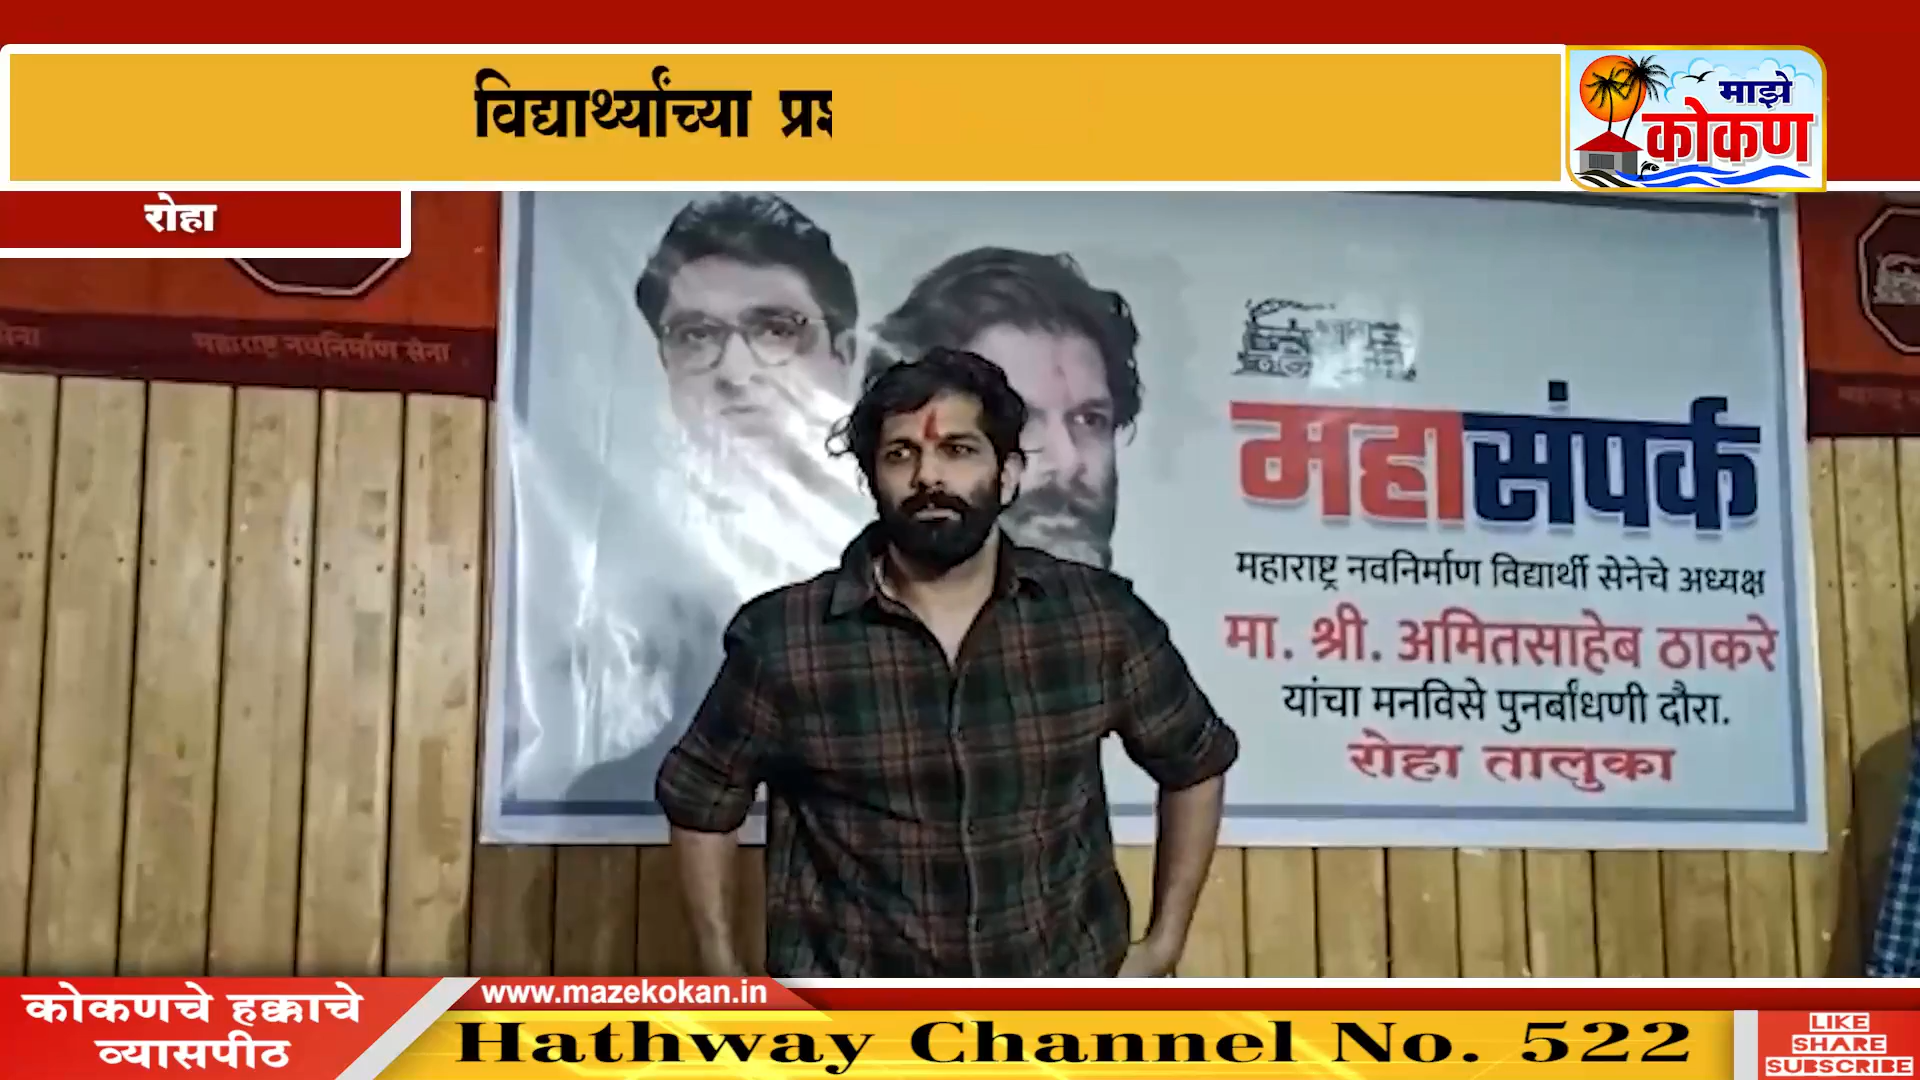 विद्यार्थ्यांच्या
माझे
कोकण
रोहा
सेना
महाराष्ट्र नवनिर्माण सेना
महासंपर्क
महाराष्ट्र नवनिर्माण विद्यार्थी सेनेचे अध्यक्ष
मा. श्री. अमितसाहेब ठाकरे
यांचा मनविसे पुनर्बांधणी दौरा.
रोहा तालुका
कोकणचे हक्काचे
व्यासपीठ
www.mazekokan.in
Hathway Channel No. 522
LIKE
SHARE
SUBSCRIBE